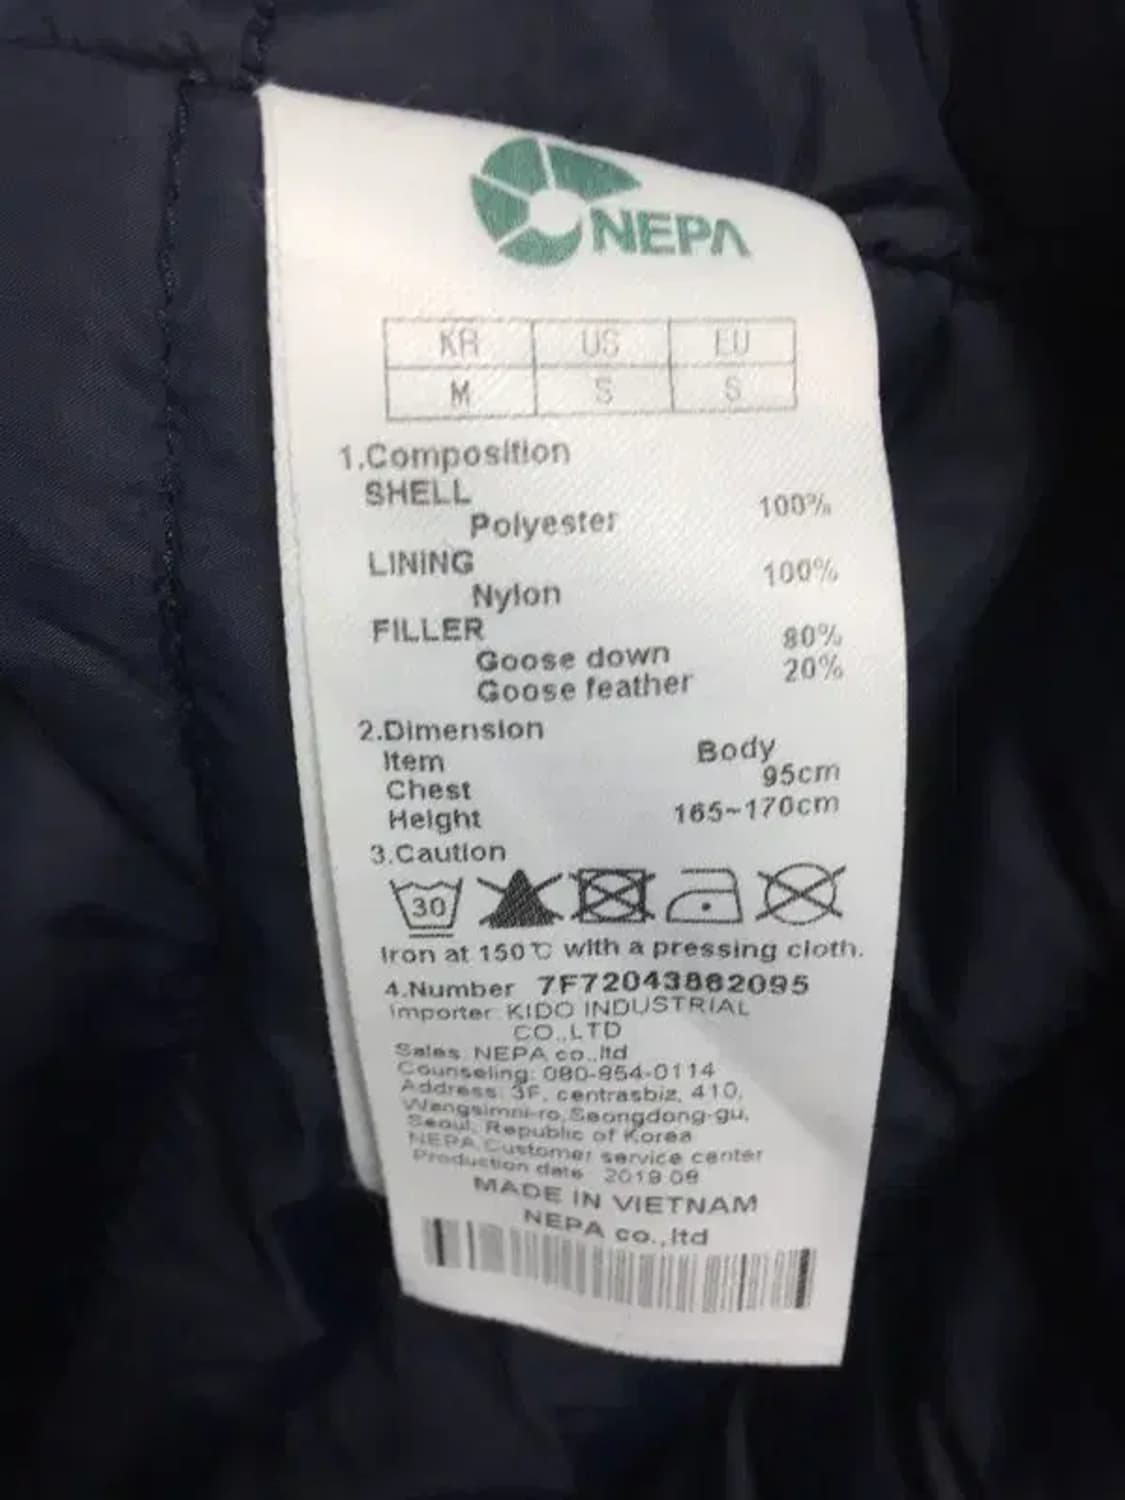 NEPA
KR US EU
M S S
1.Composition
SHELL
Polyester 100%
LINING
Nylon 100%
FILLER
Goose down 80%
Goose feather 20%
2.Dimension
Item Body
Chest 95cm
Height 165~170cm
3.Caution
30
Iron at 150℃ with a pressing cloth.
4.Number 7F72043882095
Importer: KIDO INDUSTRIAL
CO.,LTD
Sales: NEPA co.,ltd
Counseling: 080-854-0114
Address: 3F, centrasbiz, 410,
Wangsimni-ro, Seongdong-gu,
Seoul, Republic of Korea
NEPA Customer service center
Production date : 2019.09
MADE IN VIETNAM
NEPA co.,ltd